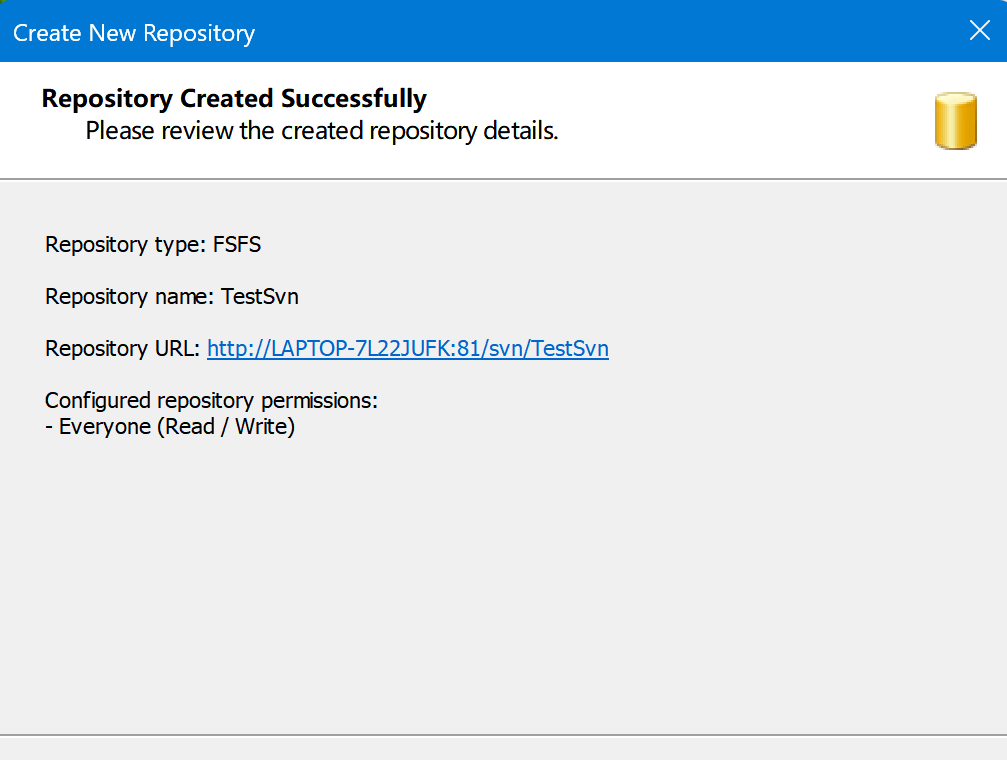 Create New Repository
Repository Created Successfully
Please review the created repository details.
Repository type: FSFS
Repository name: TestSvn
Repository URL: http://LAPTOP-7L22JUFK:81/svn/TestSvn
Configured repository permissions:
- Everyone (Read / Write)